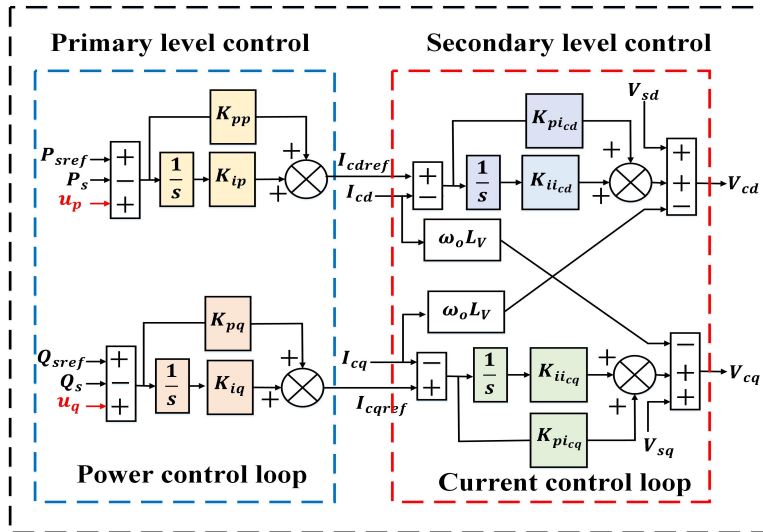 Primary level control
Secondary level control
P_sref
P_s
u_p
+
−
+
1/s
K_pp
K_ip
+
+
I_cdref
I_cd
+
−
1/s
K_pi_cd
K_ii_cd
+
+
V_sd
+
+
−
V_cd
ω_o L_V
ω_o L_V
Q_sref
Q_s
u_q
+
−
+
1/s
K_pq
K_iq
+
+
I_cq
I_cqref
−
+
1/s
K_ii_cq
K_pi_cq
+
+
−
+
+
V_sq
V_cq
Power control loop
Current control loop